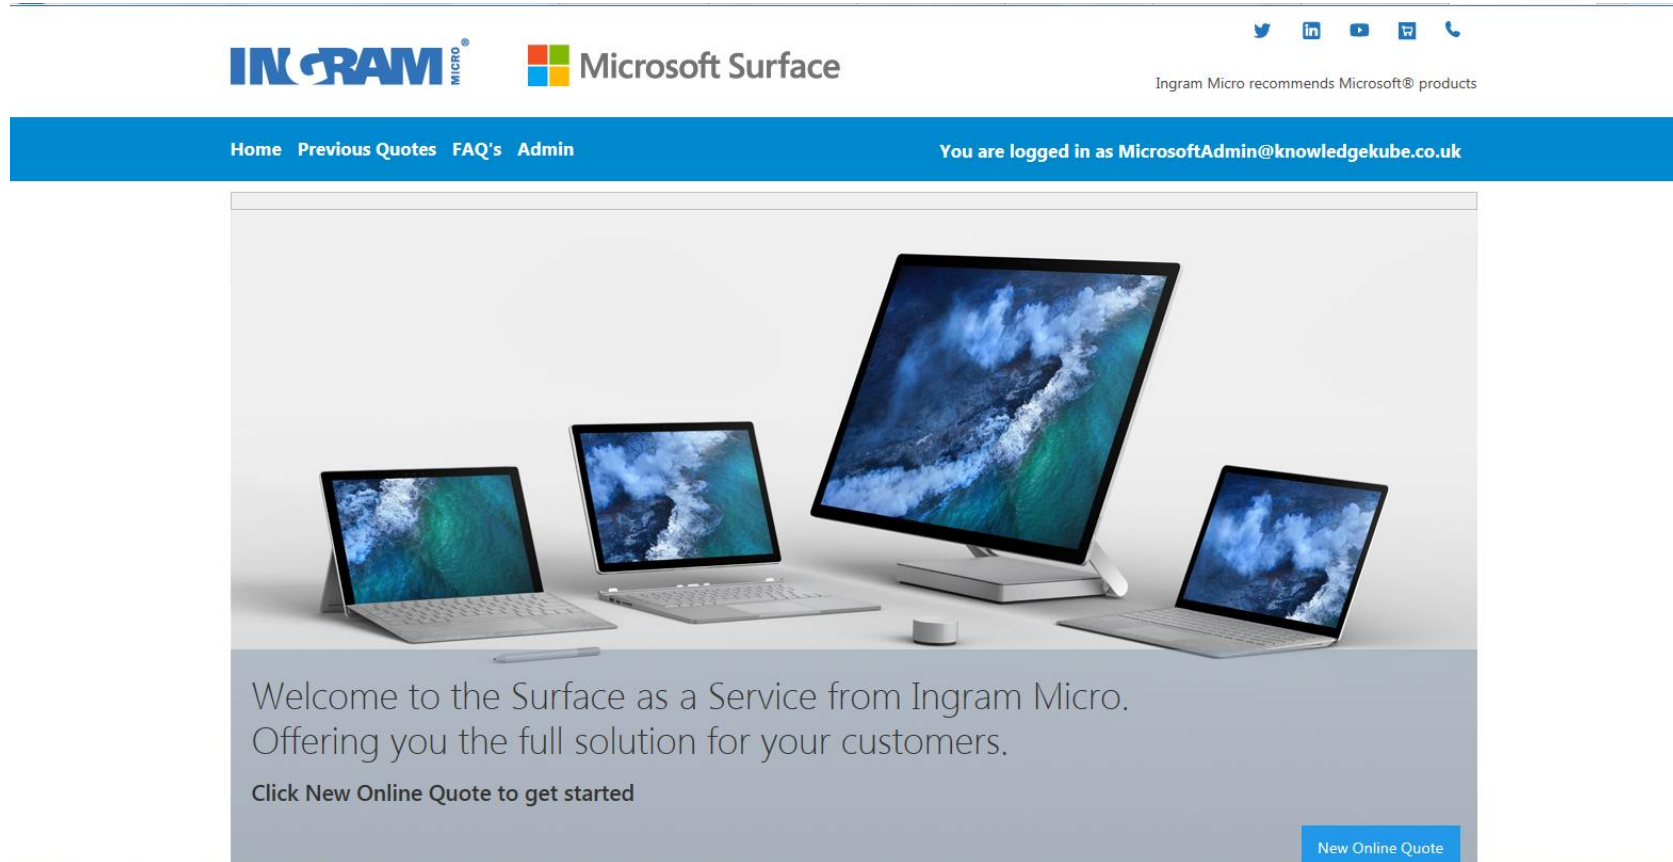 INGRAM MICRO®
Microsoft Surface
Ingram Micro recommends Microsoft® products
Home Previous Quotes FAQ's Admin
You are logged in as MicrosoftAdmin@knowledgekube.co.uk
Welcome to the Surface as a Service from Ingram Micro.
Offering you the full solution for your customers.
Click New Online Quote to get started
New Online Quote